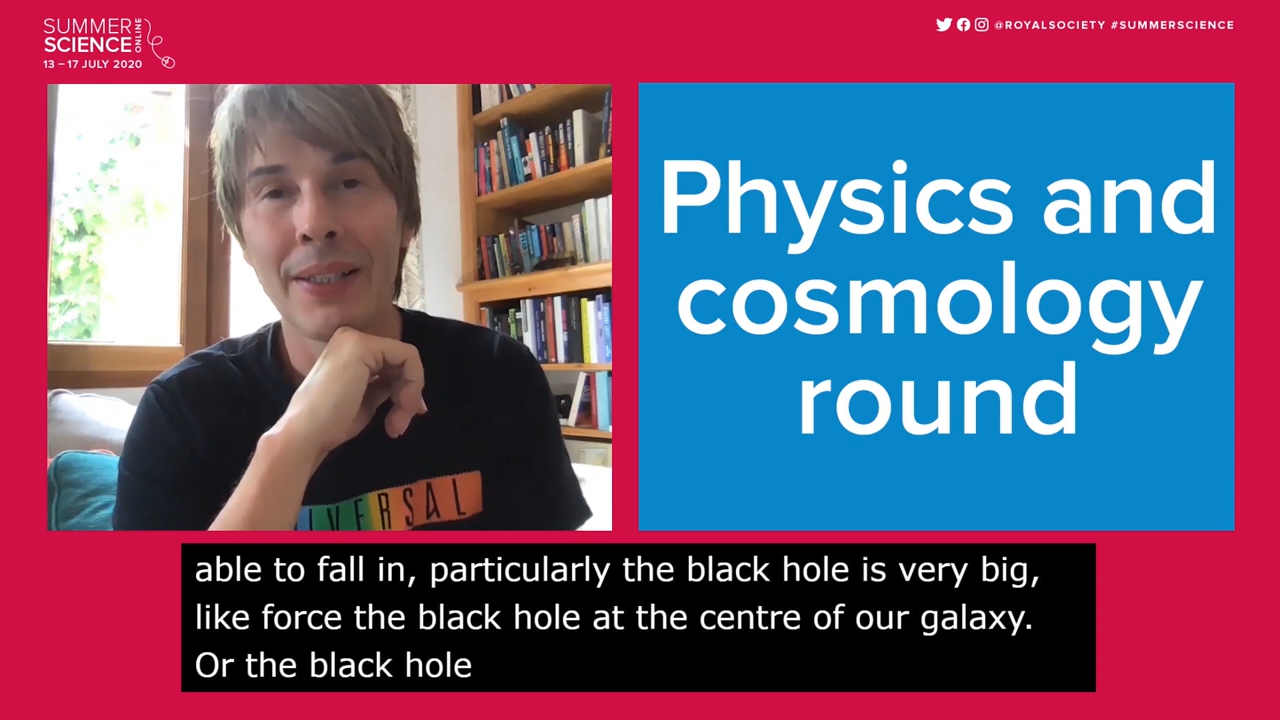 SUMMER
SCIENCE
ONLINE
13 – 17 JULY 2020
@ROYALSOCIETY #SUMMERSCIENCE
Physics and
cosmology
round
IVERSAL
able to fall in, particularly the black hole is very big,
like force the black hole at the centre of our galaxy.
Or the black hole